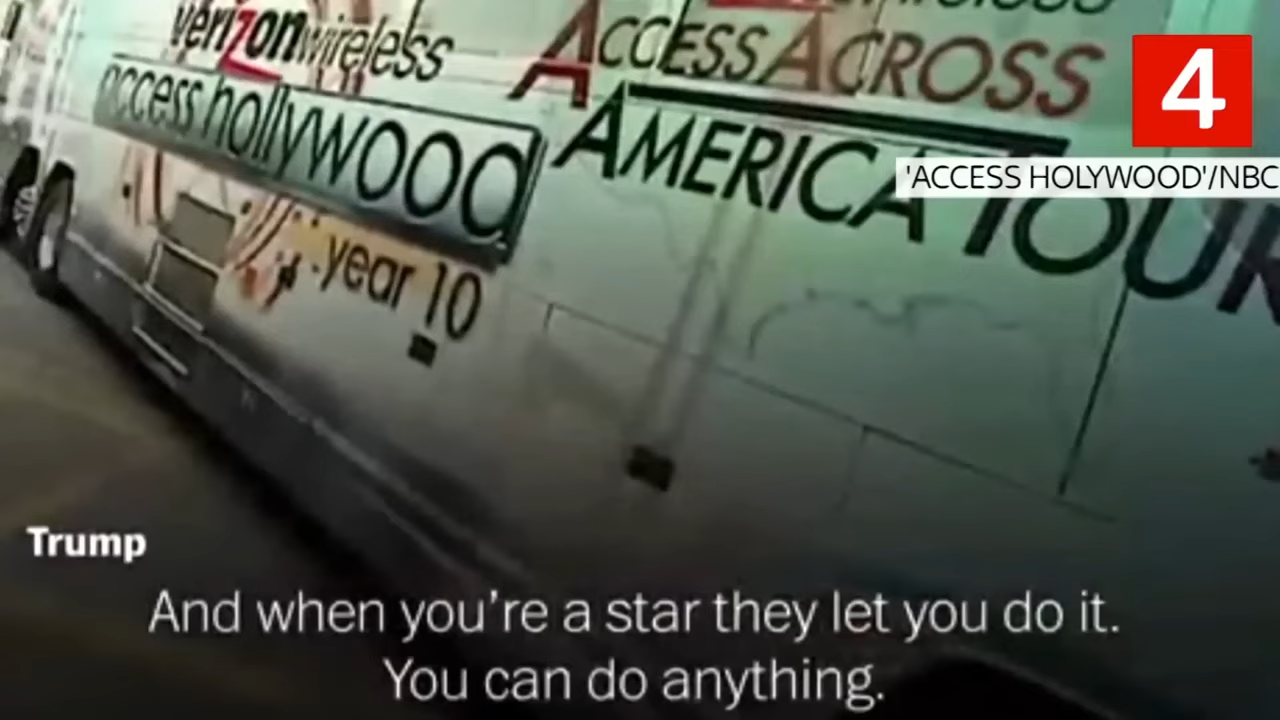 verizonwireless
ACCESS ACROSS
AMERICA TOUR
access hollywood
year 10
4
'ACCESS HOLYWOOD'/NBC
Trump
And when you're a star they let you do it.
You can do anything.